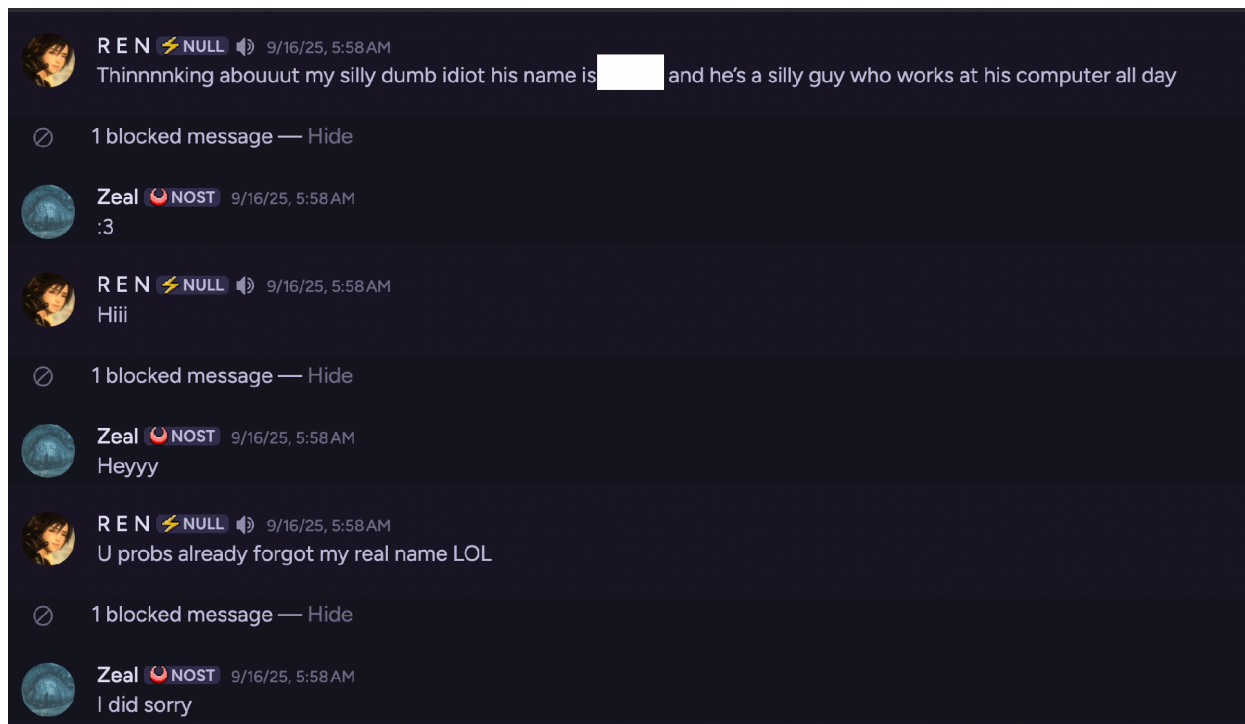 R E N ⚡ NULL 9/16/25, 5:58 AM
Thinnnnking abouuut my silly dumb idiot his name is and he's a silly guy who works at his computer all day
1 blocked message — Hide
Zeal NOST 9/16/25, 5:58 AM
:3
R E N ⚡ NULL 9/16/25, 5:58 AM
Hiii
1 blocked message — Hide
Zeal NOST 9/16/25, 5:58 AM
Heyyy
R E N ⚡ NULL 9/16/25, 5:58 AM
U probs already forgot my real name LOL
1 blocked message — Hide
Zeal NOST 9/16/25, 5:58 AM
I did sorry